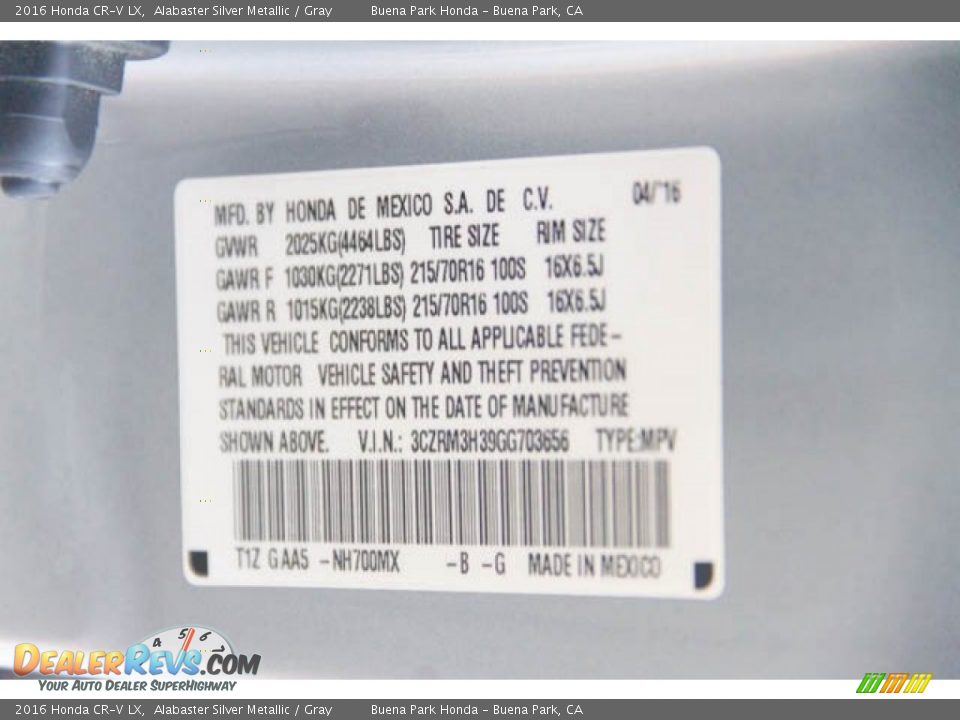 2016 Honda CR-V LX, Alabaster Silver Metallic / Gray Buena Park Honda - Buena Park, CA
MFD. BY HONDA DE MEXICO S.A. DE C.V. 04/'16
GVWR 2025KG(4464LBS) TIRE SIZE RIM SIZE
GAWR F 1030KG(2271LBS) 215/70R16 100S 16X6.5J
GAWR R 1015KG(2238LBS) 215/70R16 100S 16X6.5J
THIS VEHICLE CONFORMS TO ALL APPLICABLE FEDE-
RAL MOTOR VEHICLE SAFETY AND THEFT PREVENTION
STANDARDS IN EFFECT ON THE DATE OF MANUFACTURE
SHOWN ABOVE. V.I.N.: 3CZRM3H39GG703656 TYPE:MPV
T1Z GAA5 -NH700MX -B -G MADE IN MEXICO
4 5 6
DEALERREVS.COM
YOUR AUTO DEALER SUPERHIGHWAY
2016 Honda CR-V LX, Alabaster Silver Metallic / Gray Buena Park Honda - Buena Park, CA